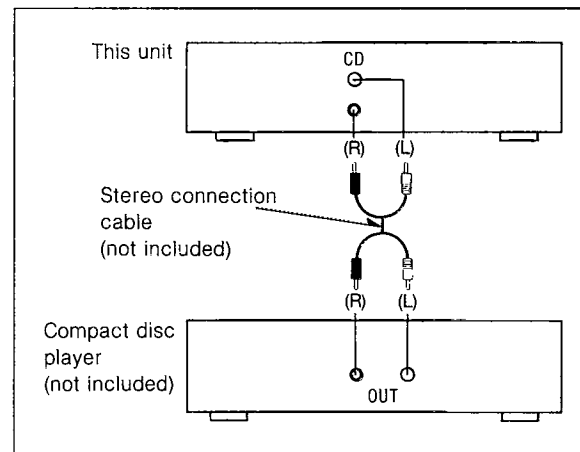 This unit
CD
(R) (L)
Stereo connection
cable
(not included)
(R) (L)
Compact disc
player
(not included)
OUT